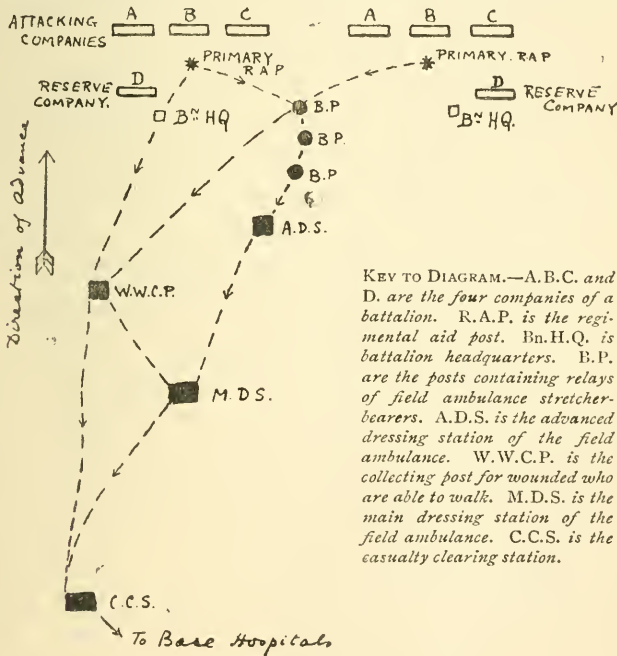 ATTACKING COMPANIES
A B C A B C
PRIMARY R A P
PRIMARY. R A P
RESERVE COMPANY.
D
Bᴺ HQ
B.P
D
RESERVE COMPANY
Bᴺ HQ.
B P.
B.P
A.D.S.
Direction of Advance
W.W.C.P.
M.D S.
C.C.S.
To Base Hospitals
KEY TO DIAGRAM.—A.B.C. and
D. are the four companies of a
battalion. R.A.P. is the regi-
mental aid post. Bn.H.Q. is
battalion headquarters. B.P.
are the posts containing relays
of field ambulance stretcher-
bearers. A.D.S. is the advanced
dressing station of the field
ambulance. W.W.C.P. is the
collecting post for wounded who
are able to walk. M.D.S. is the
main dressing station of the
field ambulance. C.C.S. is the
casualty clearing station.